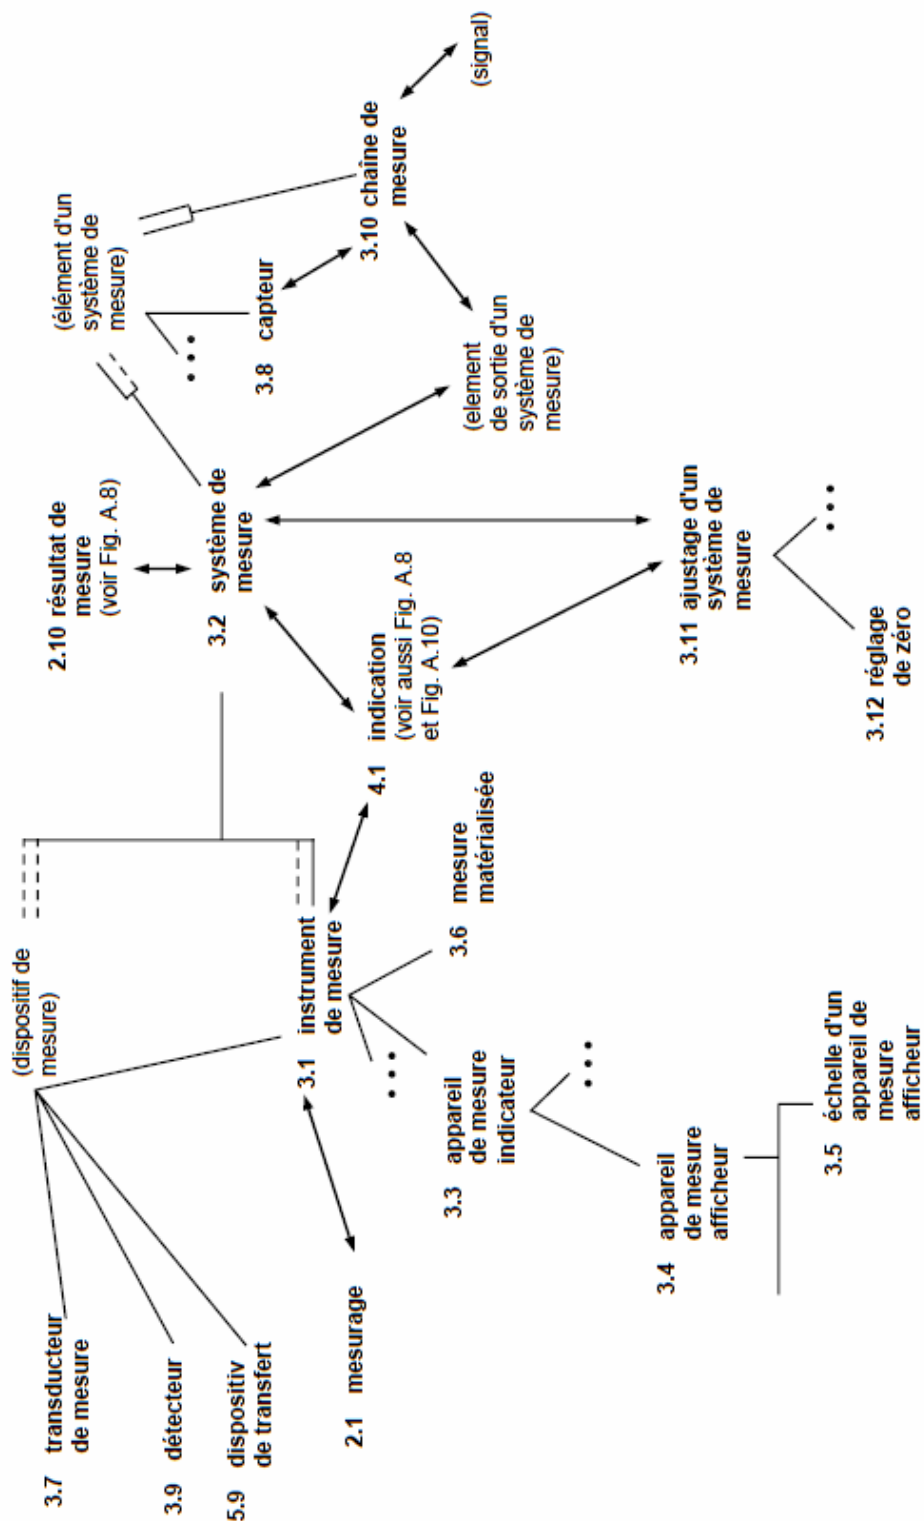 (dispositif de
mesure)
3.7 transducteur
de mesure
3.9 détecteur
5.9 dispositiv
de transfert
2.1 mesurage
3.1 instrument
de mesure
3.3 appareil
de mesure
indicateur
...
3.6 mesure
matérialisée
3.4 appareil
de mesure
afficheur
...
3.5 échelle d'un
appareil de
mesure
afficheur
2.10 résultat de
mesure
(voir Fig. A.8)
3.2 système de
mesure
4.1 indication
(voir aussi Fig. A.8
et Fig. A.10)
3.11 ajustage d'un
système de
mesure
3.12 réglage
de zéro
...
(élément d'un
système de
mesure)
...
3.8 capteur
(element
de sortie d'un
système de
mesure)
3.10 chaîne de
mesure
(signal)